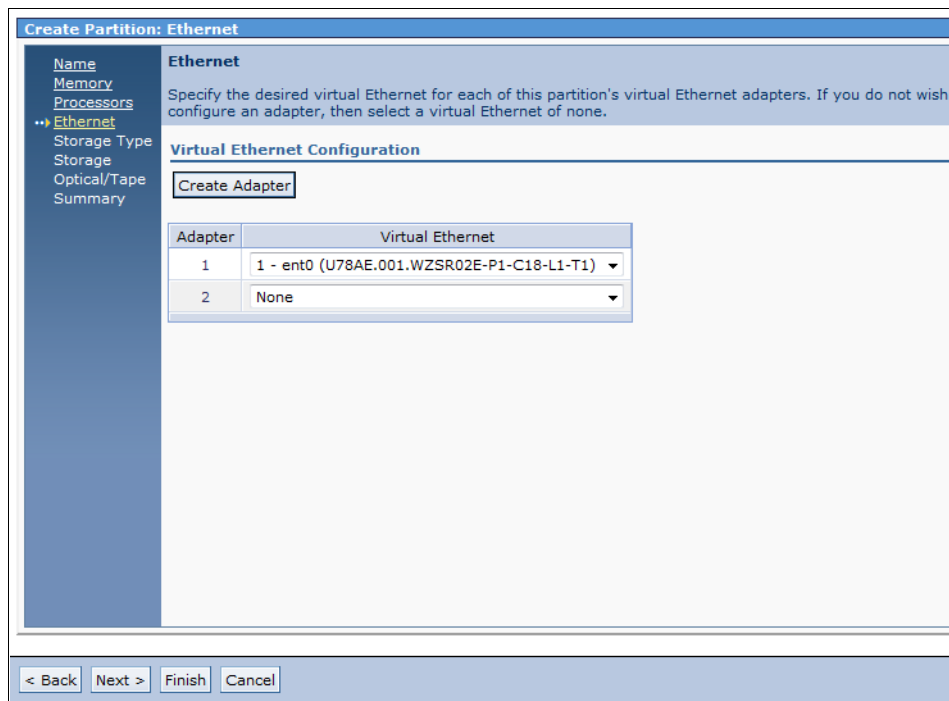 Create Partition: Ethernet
Name
Memory
Processors
Ethernet
Storage Type
Storage
Optical/Tape
Summary
Ethernet
Specify the desired virtual Ethernet for each of this partition's virtual Ethernet adapters. If you do not wish
configure an adapter, then select a virtual Ethernet of none.
Virtual Ethernet Configuration
Create Adapter
Adapter Virtual Ethernet
1 1 - ent0 (U78AE.001.WZSR02E-P1-C18-L1-T1)
2 None
< Back Next > Finish Cancel